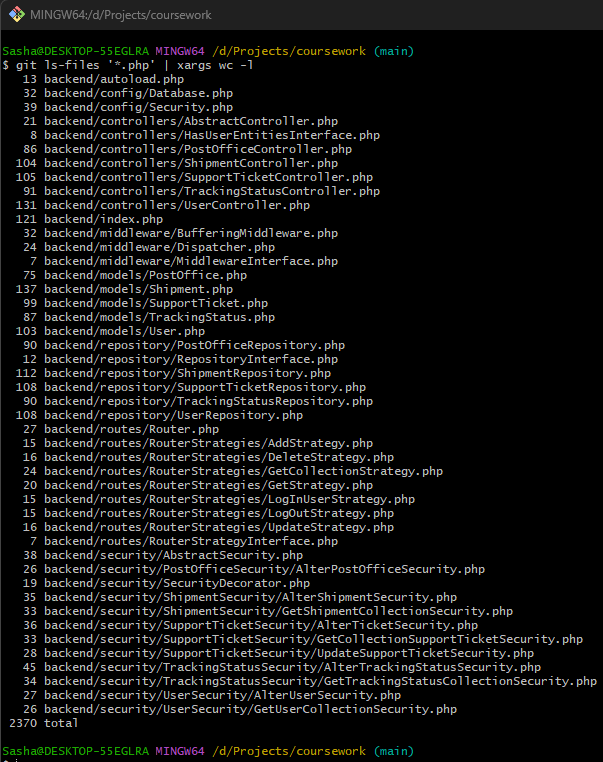 MINGW64:/d/Projects/coursework
Sasha@DESKTOP-55EGLRA MINGW64 /d/Projects/coursework (main)
$ git ls-files '*.php' | xargs wc -l
13 backend/autoload.php
32 backend/config/Database.php
39 backend/config/Security.php
21 backend/controllers/AbstractController.php
8 backend/controllers/HasUserEntitiesInterface.php
86 backend/controllers/PostOfficeController.php
104 backend/controllers/ShipmentController.php
105 backend/controllers/SupportTicketController.php
91 backend/controllers/TrackingStatusController.php
131 backend/controllers/UserController.php
121 backend/index.php
32 backend/middleware/BufferingMiddleware.php
24 backend/middleware/Dispatcher.php
7 backend/middleware/MiddlewareInterface.php
75 backend/models/PostOffice.php
137 backend/models/Shipment.php
99 backend/models/SupportTicket.php
87 backend/models/TrackingStatus.php
103 backend/models/User.php
90 backend/repository/PostOfficeRepository.php
12 backend/repository/RepositoryInterface.php
112 backend/repository/ShipmentRepository.php
108 backend/repository/SupportTicketRepository.php
90 backend/repository/TrackingStatusRepository.php
108 backend/repository/UserRepository.php
27 backend/routes/Router.php
15 backend/routes/RouterStrategies/AddStrategy.php
16 backend/routes/RouterStrategies/DeleteStrategy.php
24 backend/routes/RouterStrategies/GetCollectionStrategy.php
20 backend/routes/RouterStrategies/GetStrategy.php
15 backend/routes/RouterStrategies/LogInUserStrategy.php
15 backend/routes/RouterStrategies/LogOutStrategy.php
16 backend/routes/RouterStrategies/UpdateStrategy.php
7 backend/routes/RouterStrategyInterface.php
38 backend/security/AbstractSecurity.php
26 backend/security/PostOfficeSecurity/AlterPostOfficeSecurity.php
19 backend/security/SecurityDecorator.php
35 backend/security/ShipmentSecurity/AlterShipmentSecurity.php
33 backend/security/ShipmentSecurity/GetShipmentCollectionSecurity.php
36 backend/security/SupportTicketSecurity/AlterTicketSecurity.php
33 backend/security/SupportTicketSecurity/GetCollectionSupportTicketSecurity.php
28 backend/security/SupportTicketSecurity/UpdateSupportTicketSecurity.php
45 backend/security/TrackingStatusSecurity/AlterTrackingStatusSecurity.php
34 backend/security/TrackingStatusSecurity/GetTrackingStatusCollectionSecurity.php
27 backend/security/UserSecurity/AlterUserSecurity.php
26 backend/security/UserSecurity/GetUserCollectionSecurity.php
2370 total
Sasha@DESKTOP-55EGLRA MINGW64 /d/Projects/coursework (main)